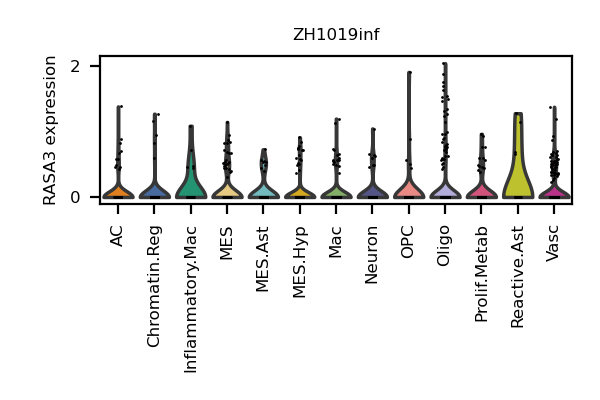 ZH1019inf
RASA3 expression
2
0
AC
Chromatin.Reg
Inflammatory.Mac
MES
MES.Ast
MES.Hyp
Mac
Neuron
OPC
Oligo
Prolif.Metab
Reactive.Ast
Vasc